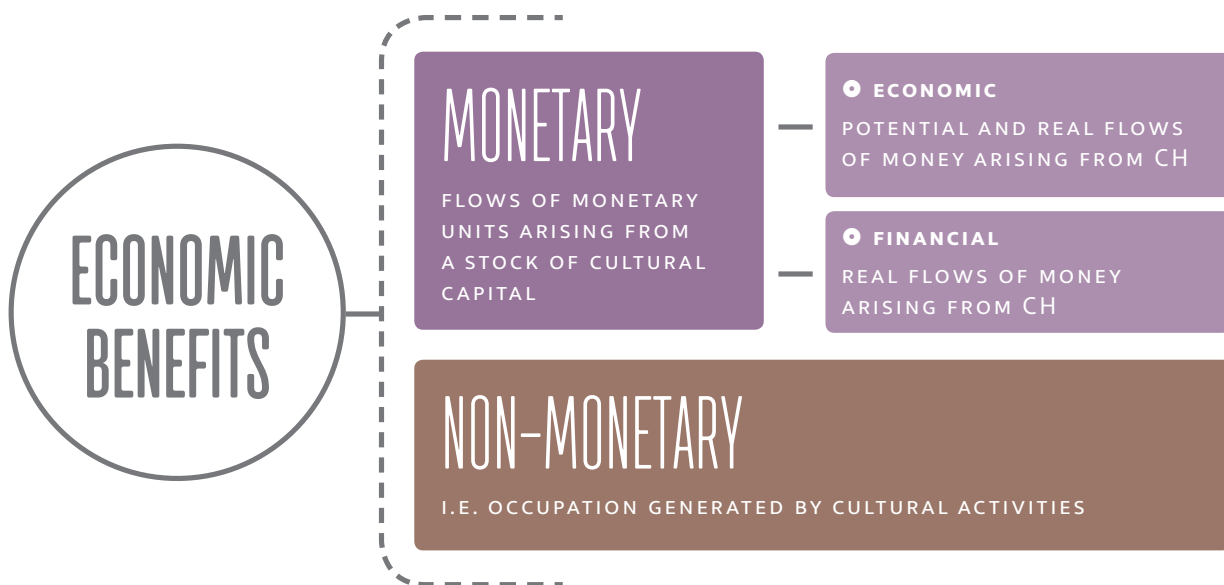 ECONOMIC
BENEFITS
MONETARY
FLOWS OF MONETARY
UNITS ARISING FROM
A STOCK OF CULTURAL
CAPITAL
ECONOMIC
POTENTIAL AND REAL FLOWS
OF MONEY ARISING FROM CH
FINANCIAL
REAL FLOWS OF MONEY
ARISING FROM CH
NON-MONETARY
I.E. OCCUPATION GENERATED BY CULTURAL ACTIVITIES